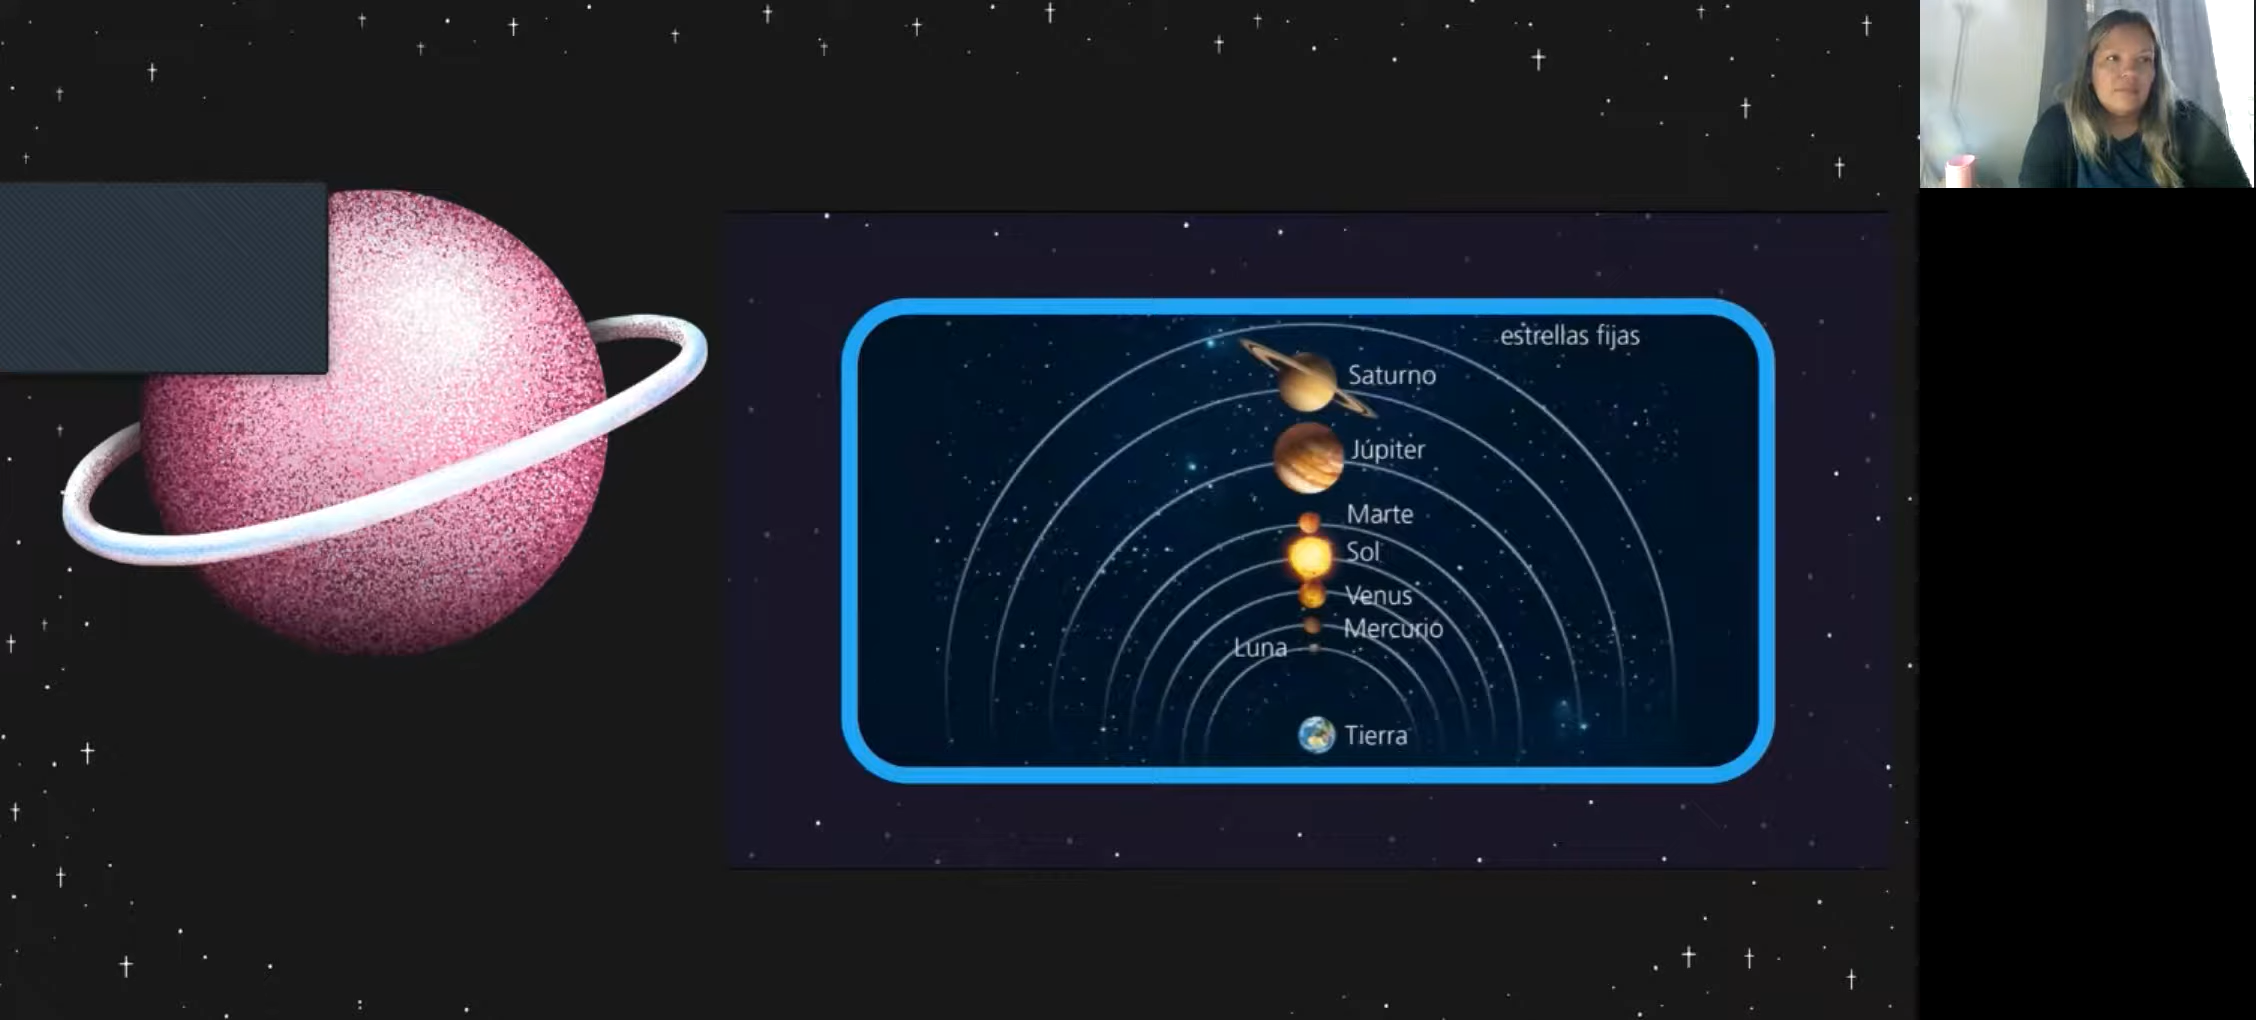 estrellas fijas
Saturno
Júpiter
Marte
Sol
Venus
Mercurio
Luna
Tierra